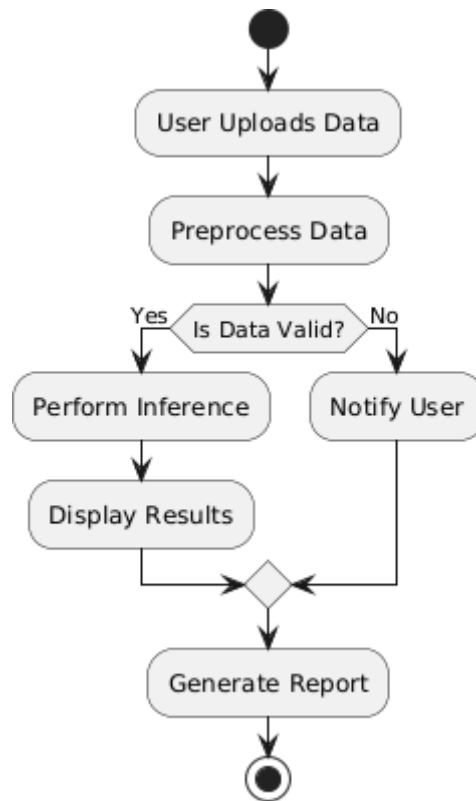 User Uploads Data
Preprocess Data
Is Data Valid?
Yes
No
Perform Inference
Notify User
Display Results
Generate Report